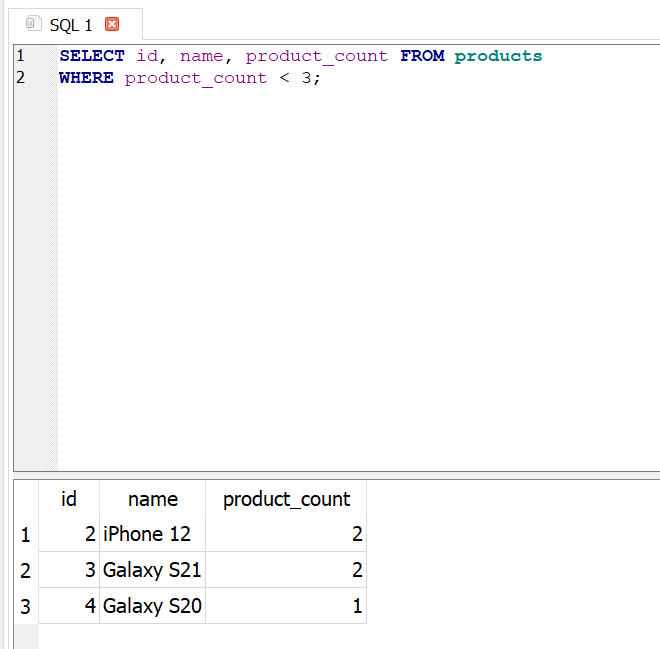 SQL 1
1 SELECT id, name, product_count FROM products
2 WHERE product_count < 3;
id name product_count
1 2 iPhone 12 2
2 3 Galaxy S21 2
3 4 Galaxy S20 1